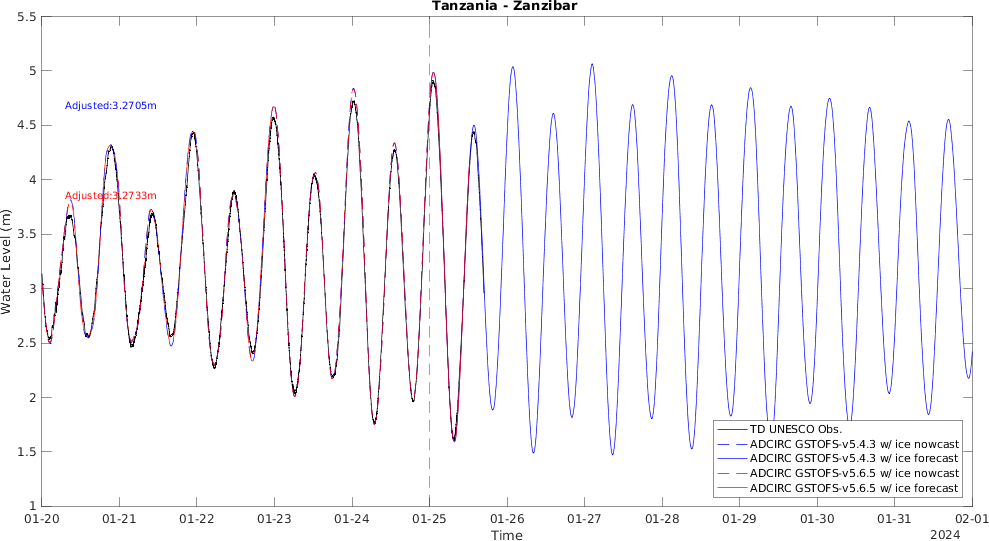 Tanzania - Zanzibar
5.5
5
4.5
4
3.5
3
2.5
2
1.5
1
Water Level (m)
Adjusted:3.2705m
Adjusted:3.2733m
TD UNESCO Obs.
ADCIRC GSTOFS-v5.4.3 w/ ice nowcast
ADCIRC GSTOFS-v5.4.3 w/ ice forecast
ADCIRC GSTOFS-v5.6.5 w/ ice nowcast
ADCIRC GSTOFS-v5.6.5 w/ ice forecast
01-20 01-21 01-22 01-23 01-24 01-25 01-26 01-27 01-28 01-29 01-30 01-31 02-01
Time
2024